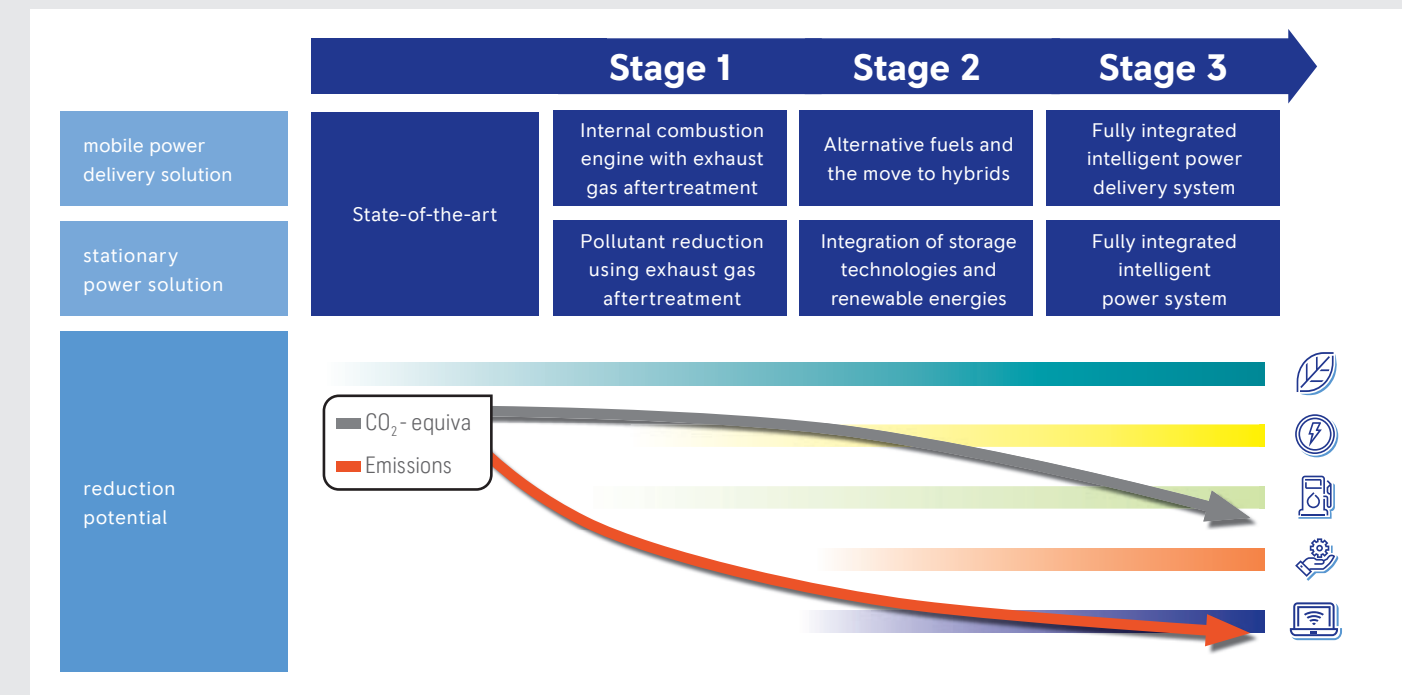 Stage 1
Stage 2
Stage 3
mobile power
delivery solution
State-of-the-art
Internal combustion
engine with exhaust
gas aftertreatment
Alternative fuels and
the move to hybrids
Fully integrated
intelligent power
delivery system
stationary
power solution
Pollutant reduction
using exhaust gas
aftertreatment
Integration of storage
technologies and
renewable energies
Fully integrated
intelligent
power system
reduction
potential
CO₂- equiva
Emissions